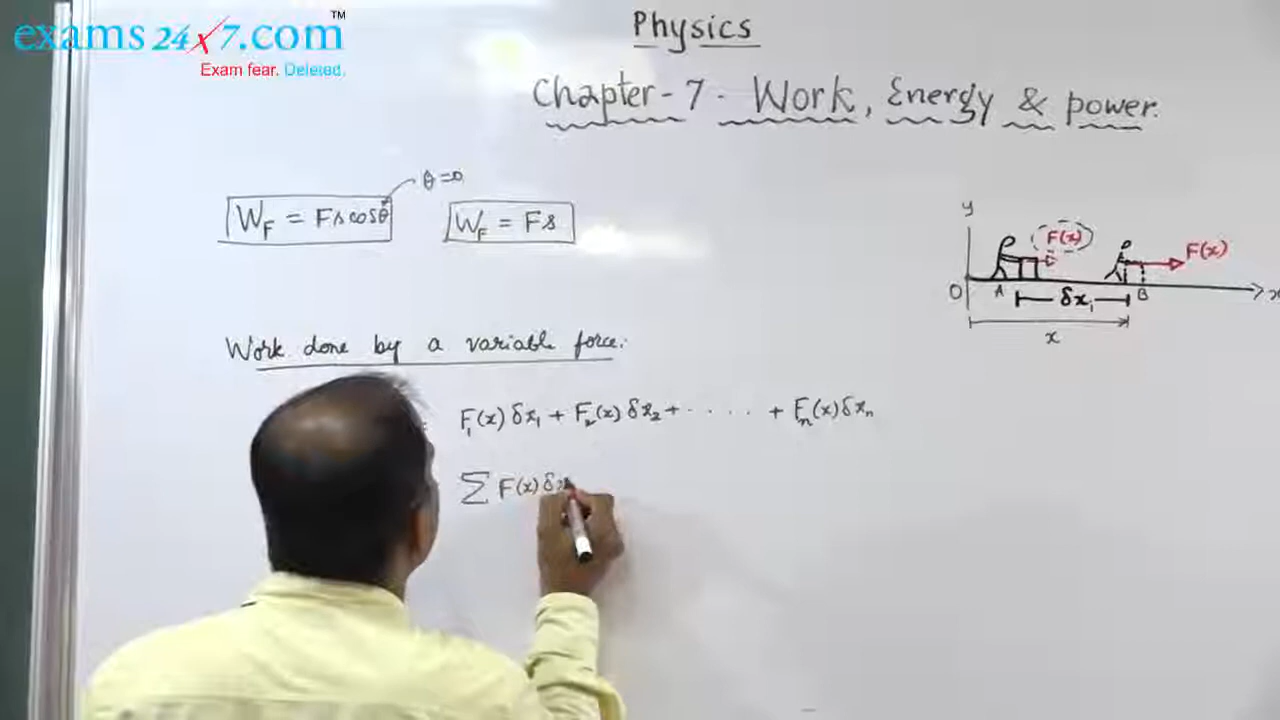 exams24x7.com™
Exam fear. Deleted.
Physics
Chapter-7. Work, Energy & power.
θ=0
W_F = Fs cosθ
W_F = Fs
y
F(x)
F(x)
O A δx₁ B x
x
Work done by a variable force.
F₁(x) δx₁ + F₂(x) δx₂ + ..... + Fₙ(x) δxₙ
∑ F(x) δx